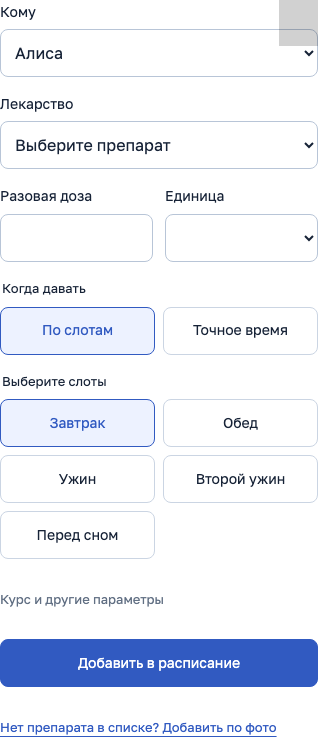 Кому
Алиса
Лекарство
Выберите препарат
Разовая доза Единица
Когда давать
По слотам Точное время
Выберите слоты
Завтрак Обед
Ужин Второй ужин
Перед сном
Курс и другие параметры
Добавить в расписание
Нет препарата в списке? Добавить по фото